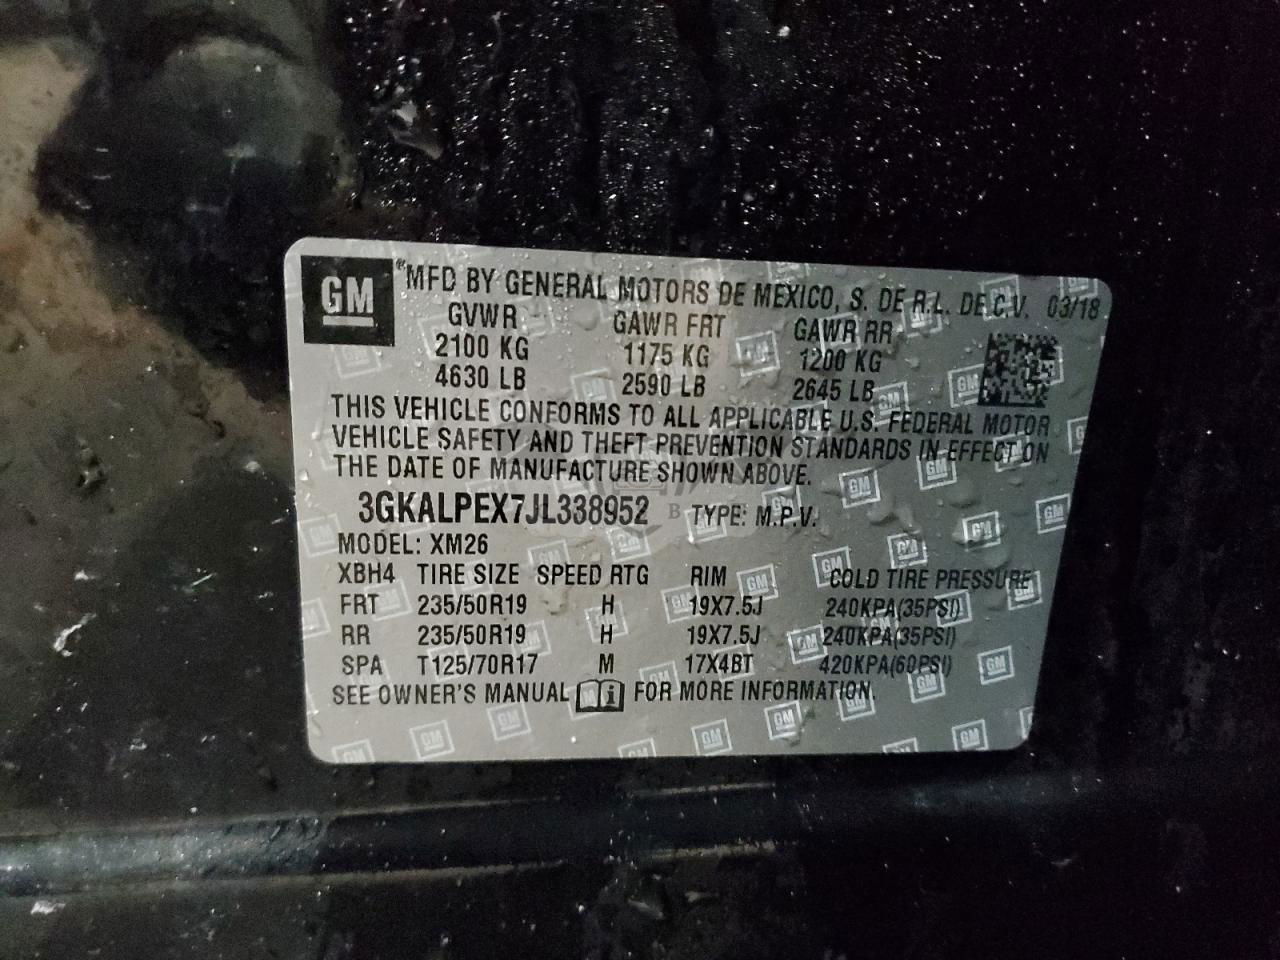 GM ®MFD BY GENERAL MOTORS DE MEXICO, S. DE R.L. DE C.V. 03/18
GVWR GAWR FRT GAWR RR
2100 KG 1175 KG 1200 KG
4630 LB 2590 LB 2645 LB
THIS VEHICLE CONFORMS TO ALL APPLICABLE U.S. FEDERAL MOTOR
VEHICLE SAFETY AND THEFT PREVENTION STANDARDS IN EFFECT ON
THE DATE OF MANUFACTURE SHOWN ABOVE.
3GKALPEX7JL338952 B TYPE: M.P.V.
MODEL: XM26
XBH4 TIRE SIZE SPEED RTG RIM COLD TIRE PRESSURE
FRT 235/50R19 H 19X7.5J 240KPA(35PSI)
RR 235/50R19 H 19X7.5J 240KPA(35PSI)
SPA T125/70R17 M 17X4BT 420KPA(60PSI)
SEE OWNER'S MANUAL i FOR MORE INFORMATION.